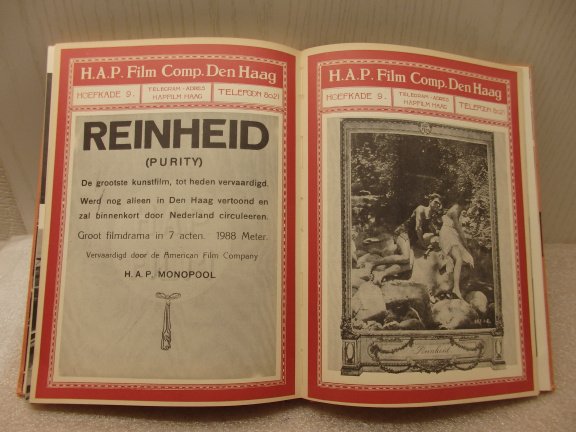 H.A.P. Film Comp. Den Haag
HOEFKADE 9.
TELEGRAM-ADRES
HAPFILM HAAG
TELEFOON 8021
REINHEID
(PURITY)
De grootste kunstfilm, tot heden vervaardigd.
Werd nog alleen in Den Haag vertoond en
zal binnenkort door Nederland circuleeren.
Groot filmdrama in 7 acten. 1988 Meter.
Vervaardigd door de American Film Company
H.A.P. MONOPOOL
H.A.P. Film Comp. Den Haag
HOEFKADE 9.
TELEGRAM-ADRES
HAPFILM HAAG
TELEFOON 8021
Reinheid